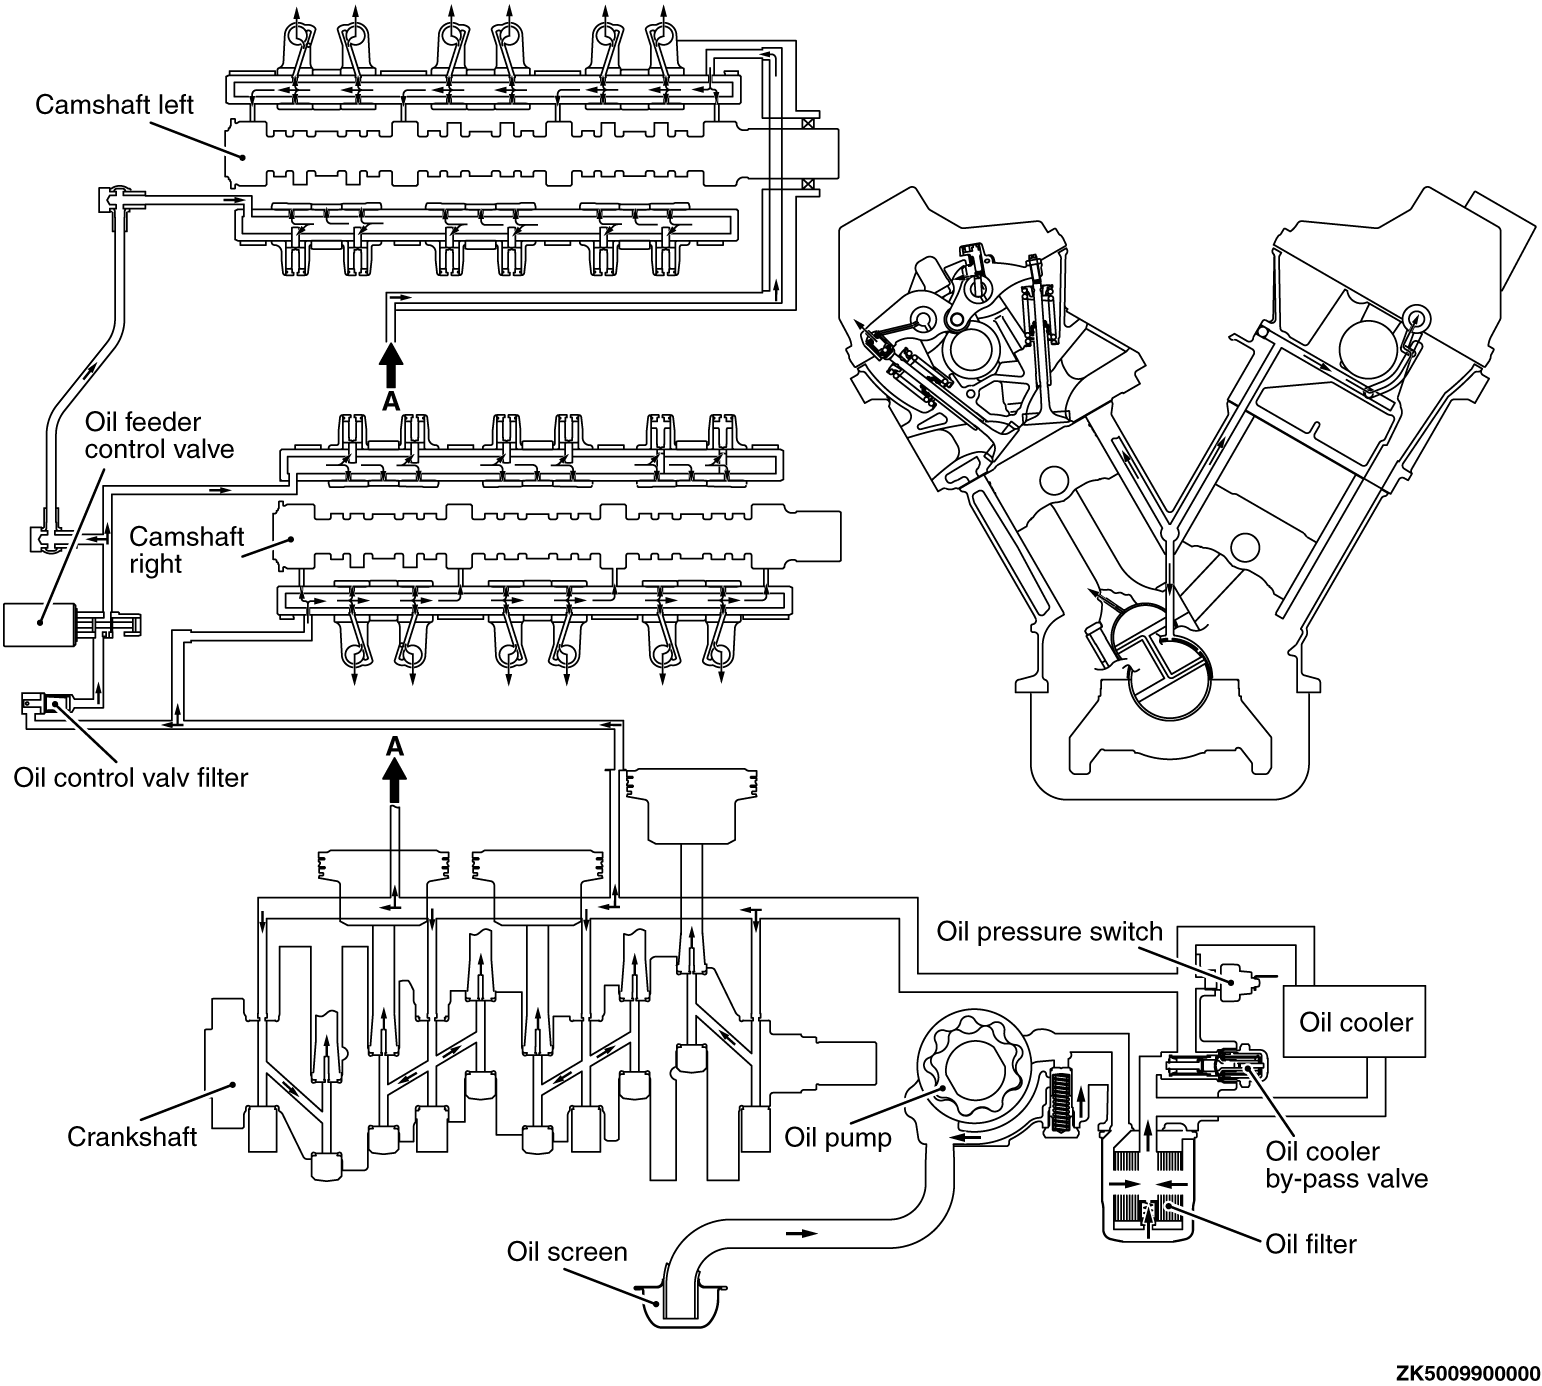 Camshaft left
A
Oil feeder
control valve
Camshaft
right
A
Oil control valv filter
Oil pressure switch
Oil cooler
Crankshaft
Oil pump
Oil cooler
by-pass valve
Oil screen
Oil filter
ZK5009900000